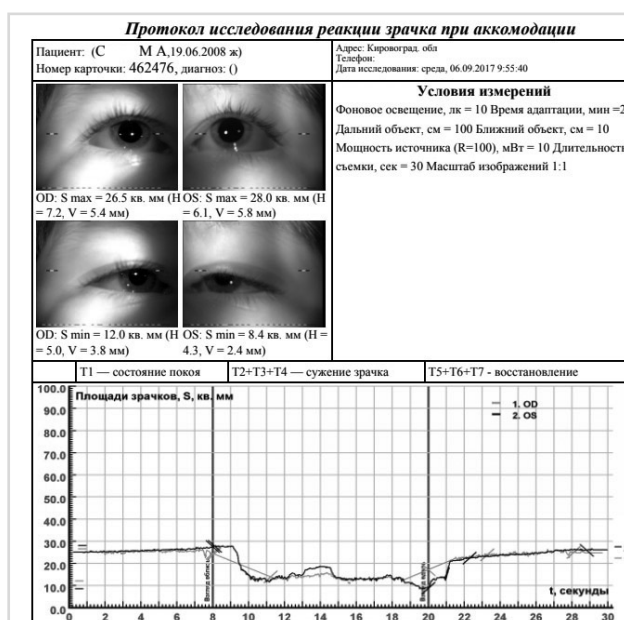 Протокол исследования реакции зрачка при аккомодации
Пациент: (С М А,19.06.2008 ж)
Номер карточки: 462476, диагноз: ()
Адрес: Кировоград. обл
Телефон:
Дата исследования: среда, 06.09.2017 9:55:40
OD: S max = 26.5 кв. мм (H
= 7.2, V = 5.4 мм)
OS: S max = 28.0 кв. мм (H
= 6.1, V = 5.8 мм)
OD: S min = 12.0 кв. мм (H
= 5.0, V = 3.8 мм)
OS: S min = 8.4 кв. мм (H =
4.3, V = 2.4 мм)
Условия измерений
Фоновое освещение, лк = 10 Время адаптации, мин =2
Дальний объект, см = 100 Ближний объект, см = 10
Мощность источника (R=100), мВт = 10 Длительность
съемки, сек = 30 Масштаб изображений 1:1
T1 — состояние покоя
T2+T3+T4 — сужение зрачка
T5+T6+T7 - восстановление
Площади зрачков, S, кв. мм
1. OD
2. OS
100.0
90.0
80.0
70.0
60.0
50.0
40.0
30.0
20.0
10.0
0.0
t, секунды
0 2 4 6 8 10 12 14 16 18 20 22 24 26 28 30